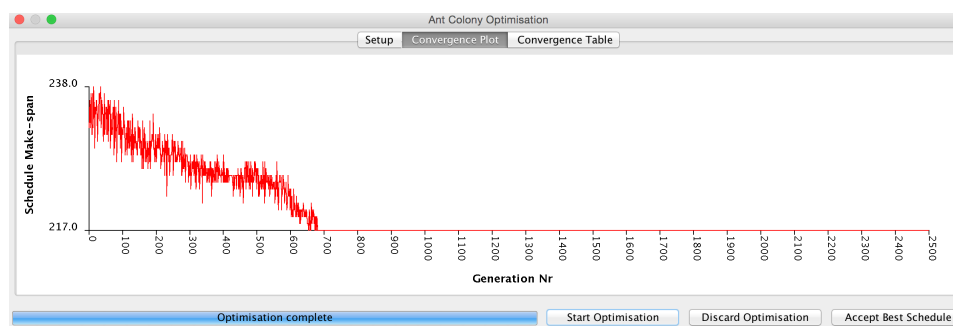 Ant Colony Optimisation
Setup Convergence Plot Convergence Table
238.0
Schedule Make-span
217.0
0 100 200 300 400 500 600 700 800 900 1000 1100 1200 1300 1400 1500 1600 1700 1800 1900 2000 2100 2200 2300 2400 2500
Generation Nr
Optimisation complete Start Optimisation Discard Optimisation Accept Best Schedule